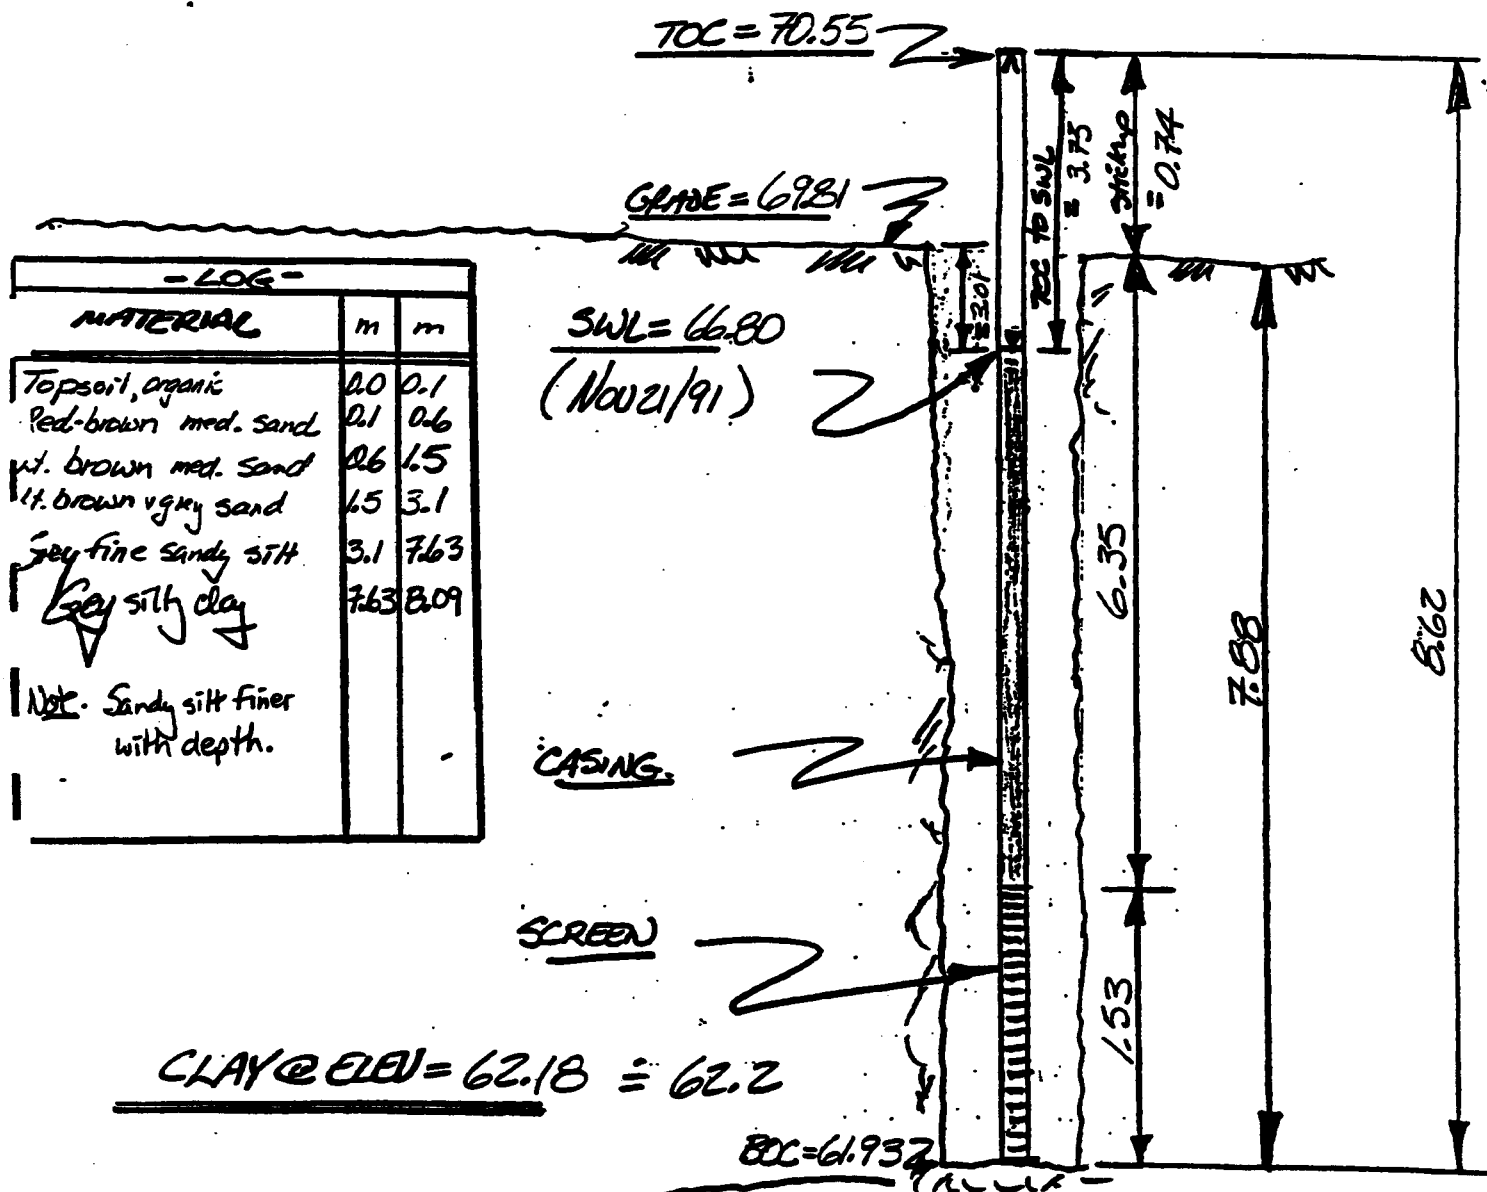 TOC = 70.55
GRADE = 69.81
TOC TO SWL
= 3.75
Stickup
= 0.74
- LOG -
MATERIAL m m
Topsoil, organic 0.0 0.1
Red-brown med. sand 0.1 0.6
Lt. brown med. sand 0.6 1.5
Lt. brown v grey sand 1.5 3.1
Grey fine sandy silt 3.1 7.63
Grey silty clay 7.63 8.09
Note. Sandy silt finer
with depth.
SWL = 66.80
(Nov 21/91)
= 3.01
6.35
7.88
8.62
CASING.
SCREEN
1.53
CLAY @ ELEV = 62.18 ≐ 62.2
BOC = 61.932